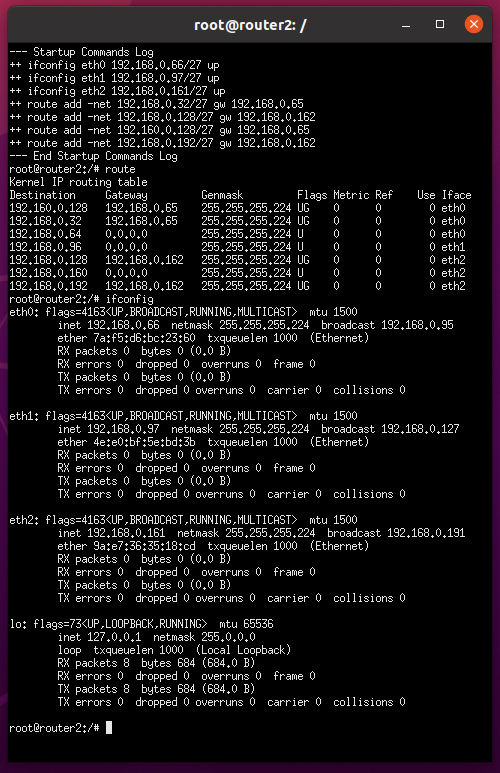 root@router2: /
--- Startup Commands Log
++ ifconfig eth0 192.168.0.66/27 up
++ ifconfig eth1 192.168.0.97/27 up
++ ifconfig eth2 192.168.0.161/27 up
++ route add -net 192.168.0.32/27 gw 192.168.0.65
++ route add -net 192.168.0.128/27 gw 192.168.0.162
++ route add -net 192.160.0.128/27 gw 192.168.0.65
++ route add -net 192.168.0.192/27 gw 192.168.0.162
--- End Startup Commands Log
root@router2:/# route
Kernel IP routing table
Destination     Gateway         Genmask         Flags Metric Ref    Use Iface
192.160.0.128   192.168.0.65    255.255.255.224 UG    0      0        0 eth0
192.168.0.32    192.168.0.65    255.255.255.224 UG    0      0        0 eth0
192.168.0.64    0.0.0.0         255.255.255.224 U     0      0        0 eth0
192.168.0.96    0.0.0.0         255.255.255.224 U     0      0        0 eth1
192.168.0.128   192.168.0.162   255.255.255.224 UG    0      0        0 eth2
192.168.0.160   0.0.0.0         255.255.255.224 U     0      0        0 eth2
192.168.0.192   192.168.0.162   255.255.255.224 UG    0      0        0 eth2
root@router2:/# ifconfig
eth0: flags=4163<UP,BROADCAST,RUNNING,MULTICAST>  mtu 1500
        inet 192.168.0.66  netmask 255.255.255.224  broadcast 192.168.0.95
        ether 7a:f5:d6:bc:23:60  txqueuelen 1000  (Ethernet)
        RX packets 0  bytes 0 (0.0 B)
        RX errors 0  dropped 0  overruns 0  frame 0
        TX packets 0  bytes 0 (0.0 B)
        TX errors 0  dropped 0 overruns 0  carrier 0  collisions 0
eth1: flags=4163<UP,BROADCAST,RUNNING,MULTICAST>  mtu 1500
        inet 192.168.0.97  netmask 255.255.255.224  broadcast 192.168.0.127
        ether 4e:e0:bf:5e:bd:3b  txqueuelen 1000  (Ethernet)
        RX packets 0  bytes 0 (0.0 B)
        RX errors 0  dropped 0  overruns 0  frame 0
        TX packets 0  bytes 0 (0.0 B)
        TX errors 0  dropped 0 overruns 0  carrier 0  collisions 0
eth2: flags=4163<UP,BROADCAST,RUNNING,MULTICAST>  mtu 1500
        inet 192.168.0.161  netmask 255.255.255.224  broadcast 192.168.0.191
        ether 9a:e7:36:35:18:cd  txqueuelen 1000  (Ethernet)
        RX packets 0  bytes 0 (0.0 B)
        RX errors 0  dropped 0  overruns 0  frame 0
        TX packets 0  bytes 0 (0.0 B)
        TX errors 0  dropped 0 overruns 0  carrier 0  collisions 0
lo: flags=73<UP,LOOPBACK,RUNNING>  mtu 65536
        inet 127.0.0.1  netmask 255.0.0.0
        loop  txqueuelen 1000  (Local Loopback)
        RX packets 8  bytes 684 (684.0 B)
        RX errors 0  dropped 0  overruns 0  frame 0
        TX packets 8  bytes 684 (684.0 B)
        TX errors 0  dropped 0 overruns 0  carrier 0  collisions 0
root@router2:/#